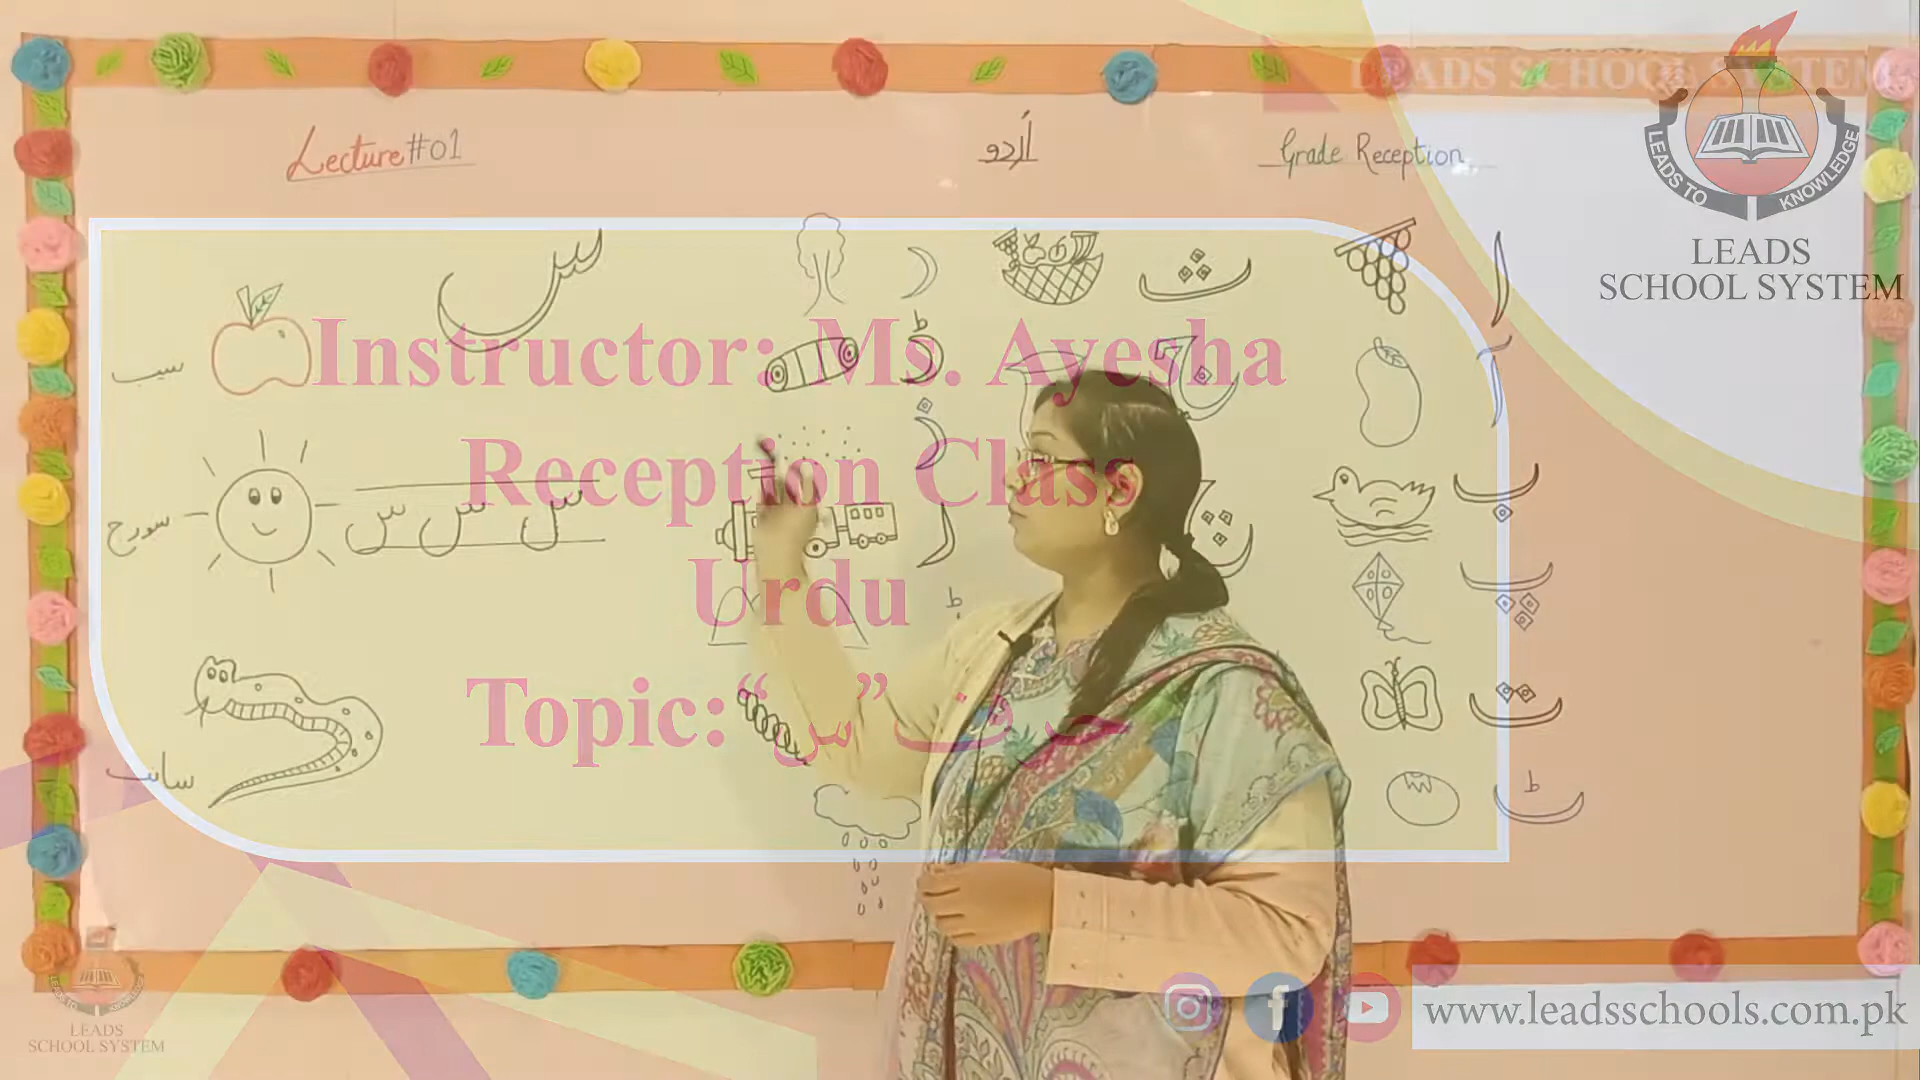 LEADS SCHOOL SYSTEM
Lecture #01
اُردو
Grade Reception
LEADS TO KNOWLEDGE
LEADS
SCHOOL SYSTEM
ا
آ
ب
پ
ت
ٹ
ث
ج
چ
د
ڈ
ذ
ر
س
سیب
سورج
س س س
سانپ
Instructor: Ms. Ayesha
Reception Class
Urdu
Topic: “حرف س”
LEADS
SCHOOL SYSTEM
www.leadsschools.com.pk